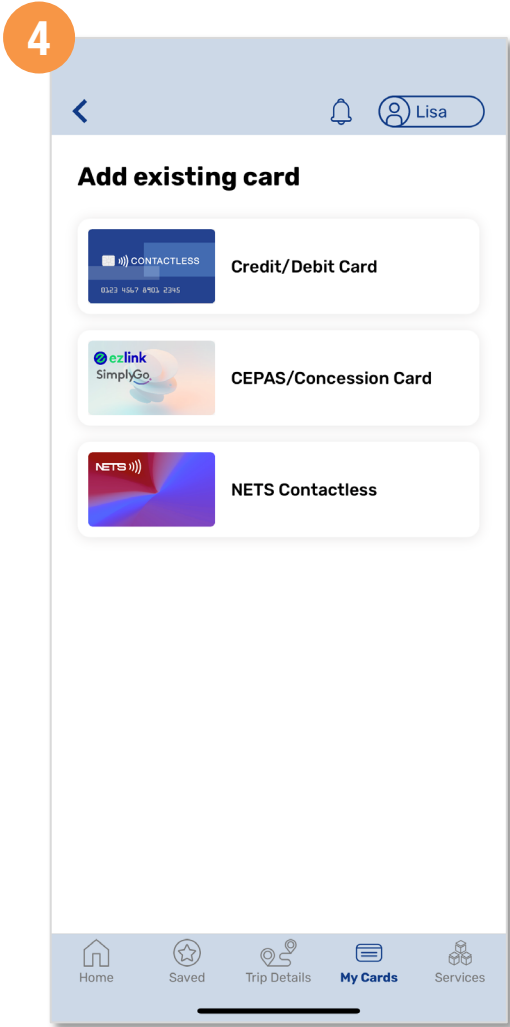 4
Lisa
Add existing card
CONTACTLESS
0123 4567 8901 2345
Credit/Debit Card
ezlink
SimplyGo
CEPAS/Concession Card
NETS
NETS Contactless
Home
Saved
Trip Details
My Cards
Services